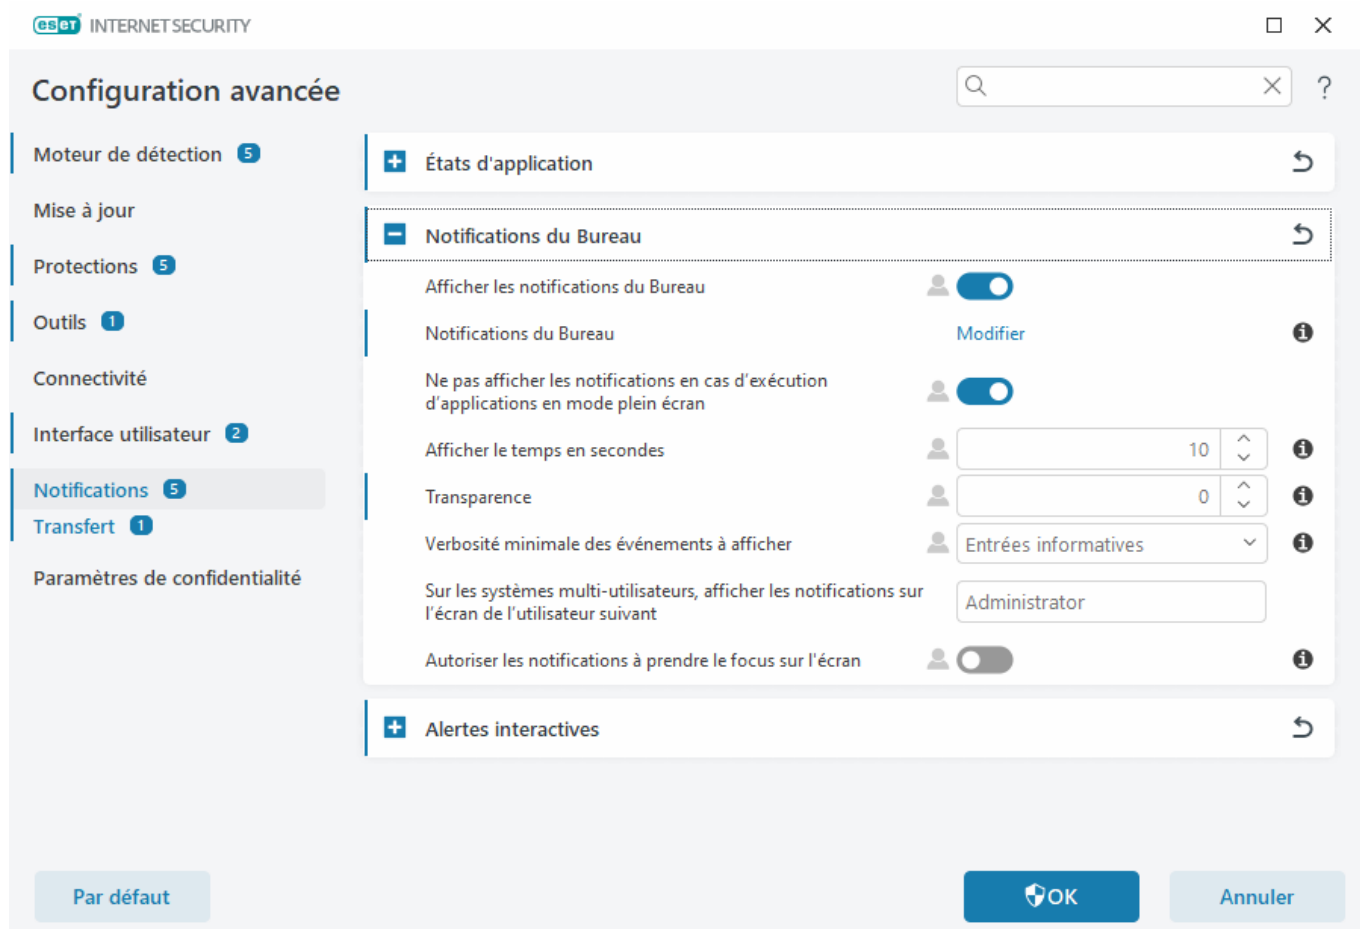 eseT INTERNET SECURITY
Configuration avancée
?
Moteur de détection 5
Mise à jour
Protections 5
Outils 1
Connectivité
Interface utilisateur 2
Notifications 5
Transfert 1
Paramètres de confidentialité
États d'application
Notifications du Bureau
Afficher les notifications du Bureau
Notifications du Bureau Modifier
Ne pas afficher les notifications en cas d'exécution
d'applications en mode plein écran
Afficher le temps en secondes 10
Transparence 0
Verbosité minimale des événements à afficher Entrées informatives
Sur les systèmes multi-utilisateurs, afficher les notifications sur
l'écran de l'utilisateur suivant
Administrator
Autoriser les notifications à prendre le focus sur l'écran
Alertes interactives
Par défaut
OK
Annuler